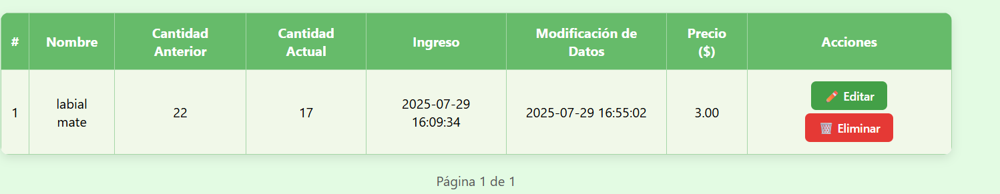 # Nombre Cantidad Anterior Cantidad Actual Ingreso Modificación de Datos Precio ($) Acciones
1 labial mate 22 17 2025-07-29 16:09:34 2025-07-29 16:55:02 3.00 Editar
Eliminar
Página 1 de 1